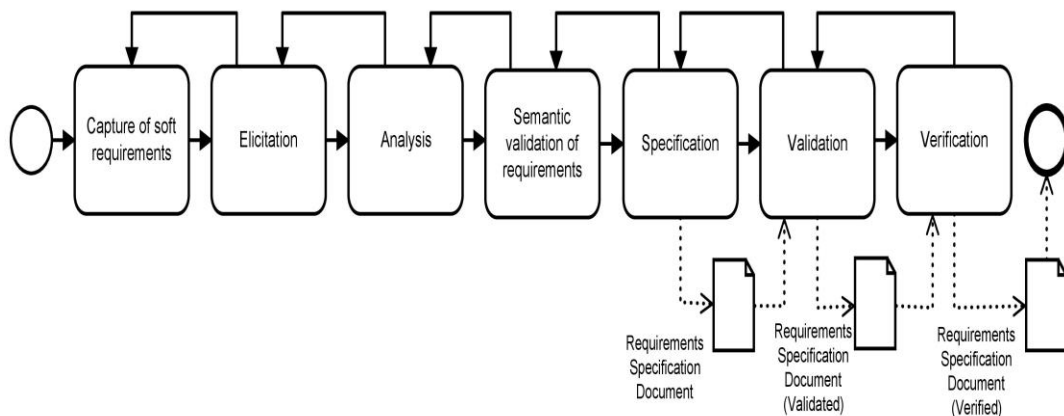 Capture of soft
requirements
Elicitation
Analysis
Semantic
validation of
requirements
Specification
Validation
Verification
Requirements
Specification
Document
Requirements
Specification
Document
(Validated)
Requirements
Specification
Document
(Verified)